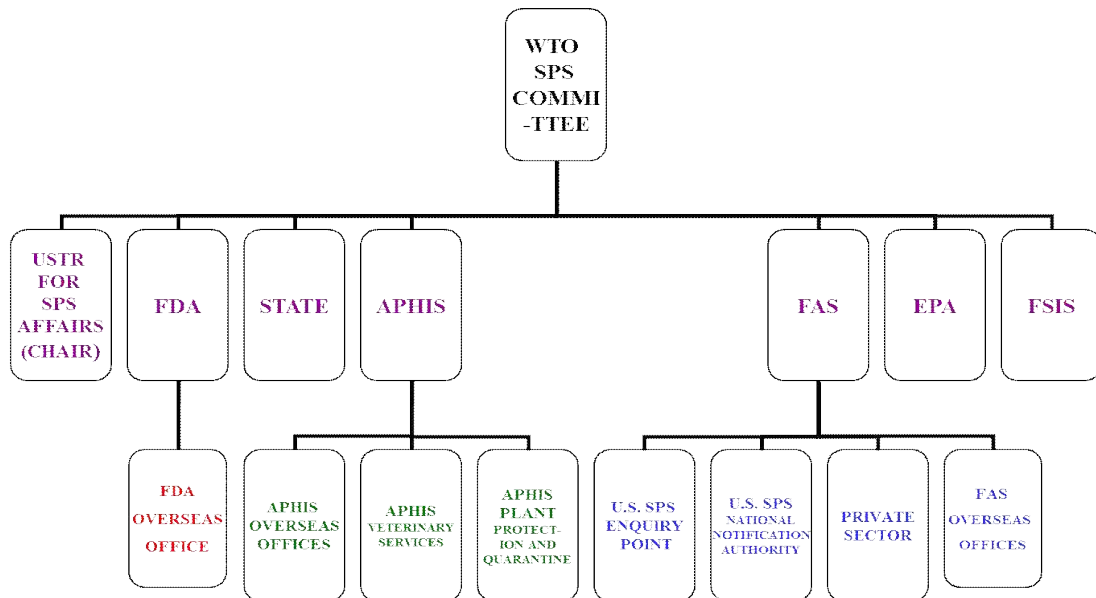 WTO
SPS
COMMI
-TTEE
USTR
FOR
SPS
AFFAIRS
(CHAIR)
FDA
STATE
APHIS
FAS
EPA
FSIS
FDA
OVERSEAS
OFFICE
APHIS
OVERSEAS
OFFICES
APHIS
VETERINARY
SERVICES
APHIS
PLANT
PROTECT-
ION AND
QUARANTINE
U.S. SPS
ENQUIRY
POINT
U.S. SPS
NATIONAL
NOTIFICATION
AUTHORITY
PRIVATE
SECTOR
FAS
OVERSEAS
OFFICES